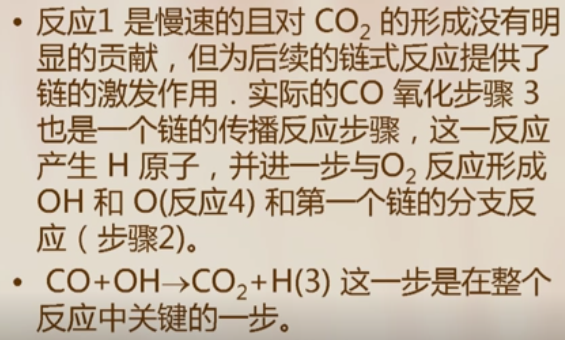 • 反应1 是慢速的且对 CO₂ 的形成没有明
显的贡献，但为后续的链式反应提供了
链的激发作用．实际的CO 氧化步骤 3
也是一个链的传播反应步骤，这一反应
产生 H 原子，并进一步与O₂ 反应形成
OH 和 O(反应4) 和第一个链的分支反
应（步骤2)。
• CO+OH→CO₂+H(3) 这一步是在整个
反应中关键的一步。